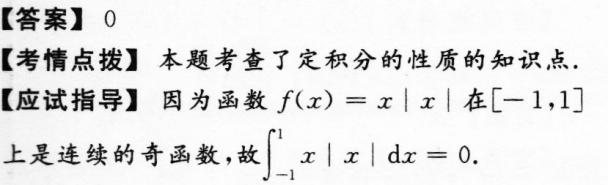 【答案】 0
【考情点拨】 本题考查了定积分的性质的知识点.
【应试指导】 因为函数 f(x) = x | x | 在[-1,1]
上是连续的奇函数,故∫₋₁¹ x | x | dx = 0.